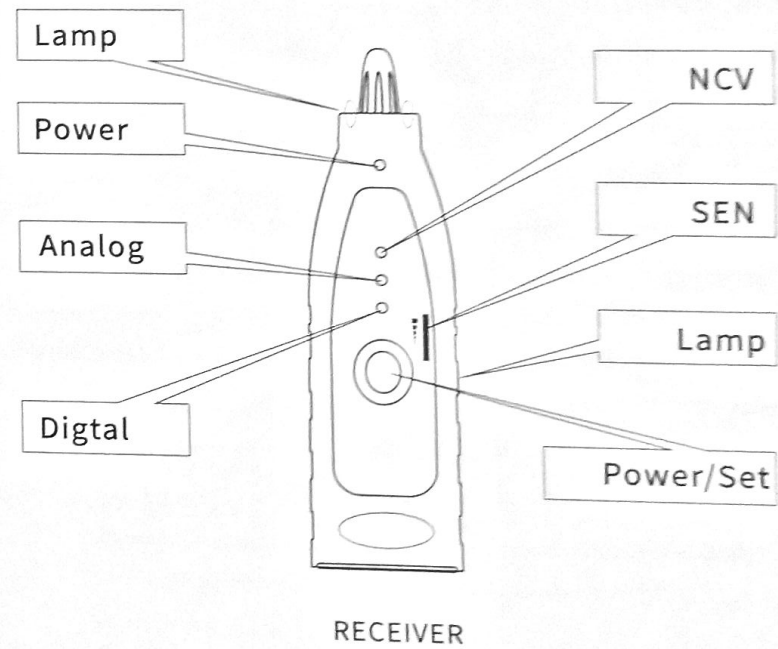 Lamp
Power
Analog
Digtal
NCV
SEN
Lamp
Power/Set
RECEIVER